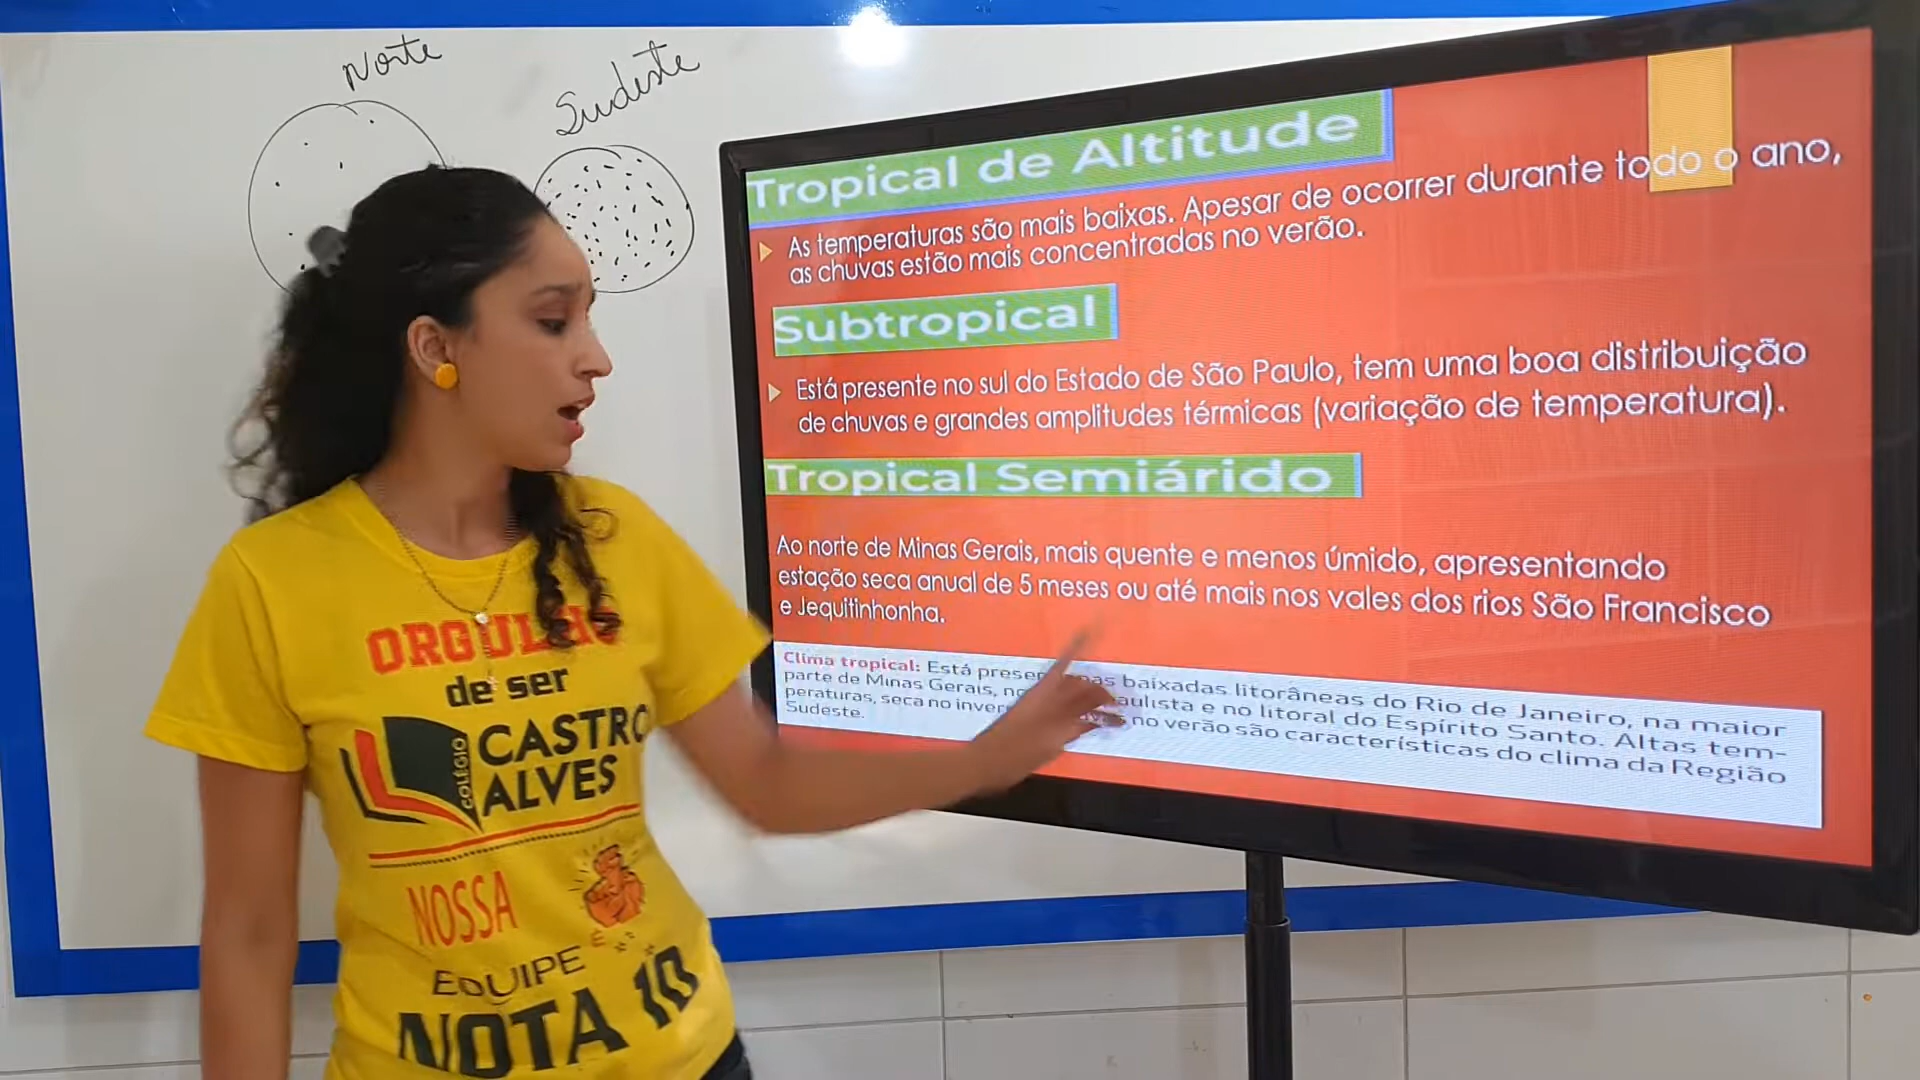 Norte
Sudeste
Tropical de Altitude
As temperaturas são mais baixas. Apesar de ocorrer durante todo o ano,
as chuvas estão mais concentradas no verão.
Subtropical
Está presente no sul do Estado de São Paulo, tem uma boa distribuição
de chuvas e grandes amplitudes térmicas (variação de temperatura).
Tropical Semiárido
Ao norte de Minas Gerais, mais quente e menos úmido, apresentando
estação seca anual de 5 meses ou até mais nos vales dos rios São Francisco
e Jequitinhonha.
Clima tropical: Está baixadas litorâneas do Rio de Janeiro, na maior
parte de Minas Gerais, e no litoral do Espírito Santo. Altas tem-
peraturas, seca no no verão são características do clima da Região
Sudeste.
ORGULHO
de ser
COLÉGIO
CASTRO
ALVES
NOSSA
EQUIPE
É
NOTA 10